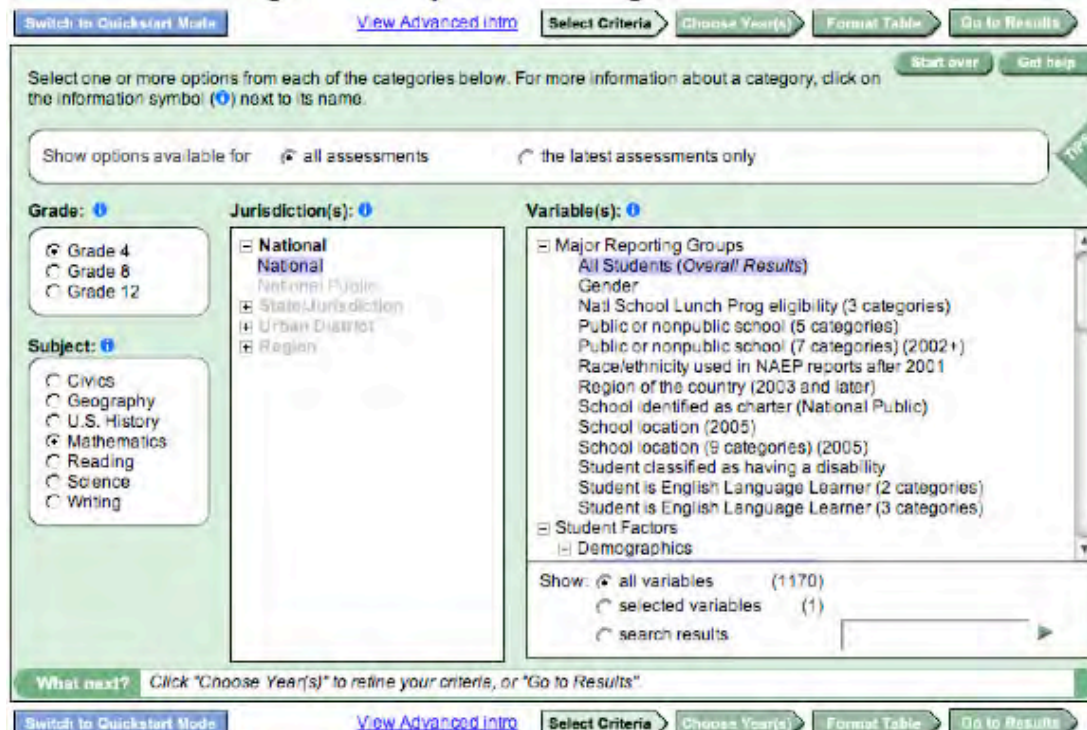 Switch to Quickstart Mode View Advanced intro Select Criteria Choose Year(s) Format Table Go to Results
Start over Get help
Select one or more options from each of the categories below. For more information about a category, click on
the information symbol (i) next to its name.
TIPS
Show options available for all assessments the latest assessments only
Grade: i
Grade 4
Grade 8
Grade 12
Subject: i
Civics
Geography
U.S. History
Mathematics
Reading
Science
Writing
Jurisdiction(s): i
National
National
National Public
State/Jurisdiction
Urban District
Region
Variable(s): i
Major Reporting Groups
All Students (Overall Results)
Gender
Natl School Lunch Prog eligibility (3 categories)
Public or nonpublic school (5 categories)
Public or nonpublic school (7 categories) (2002+)
Race/ethnicity used in NAEP reports after 2001
Region of the country (2003 and later)
School identified as charter (National Public)
School location (2005)
School location (9 categories) (2005)
Student classified as having a disability
Student is English Language Learner (2 categories)
Student is English Language Learner (3 categories)
Student Factors
Demographics
Show: all variables (1170)
selected variables (1)
search results
What next? Click "Choose Year(s)" to refine your criteria, or "Go to Results".
Switch to Quickstart Mode View Advanced intro Select Criteria Choose Year(s) Format Table Go to Results